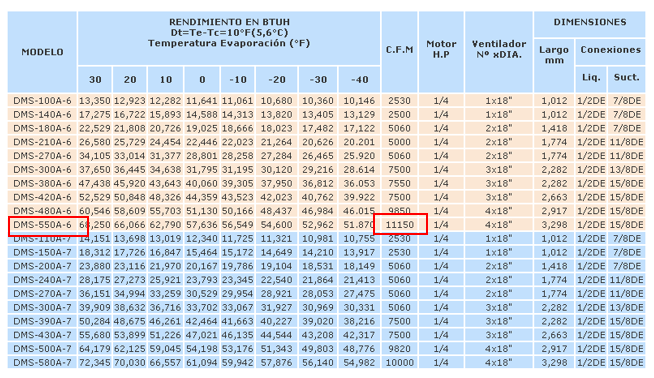 MODELO
RENDIMIENTO EN BTUH
Dt=Te-Tc=10°F(5,6°C)
Temperatura Evaporación (°F)
C.F.M
Motor
H.P
Ventilador
Nº xDIA.
DIMENSIONES
Largo
mm
Conexiones
30 20 10 0 -10 -20 -30 -40
Liq. Suct.
DMS-100A-6 13,350 12,923 12,282 11,641 11,061 10,680 10,360 10,146 2530 1/4 1x18" 1,012 1/2DE 7/8DE
DMS-140A-6 17,275 16,722 15,893 14,588 14,313 13,820 13,405 13,129 2500 1/4 1x18" 1,012 1/2DE 7/8DE
DMS-180A-6 22,529 21,808 20,726 19,025 18,666 18,023 17,482 17,122 5060 1/4 2x18" 1,418 1/2DE 7/8DE
DMS-210A-6 26,580 25,729 24,454 22,446 22,023 21,264 20,626 20.201 5000 1/4 2x18" 1,774 1/2DE 11/8DE
DMS-270A-6 34,105 33,014 31,377 28,801 28,258 27,284 26,465 25.920 5060 1/4 2x18" 1,774 1/2DE 11/8DE
DMS-300A-6 37,650 36,445 34,638 31,795 31,195 30,120 29,216 28.614 7500 1/4 3x18" 2,282 1/2DE 11/8DE
DMS-380A-6 47,438 45,920 43,643 40,060 39,305 37,950 36,812 36.053 7550 1/4 3x18" 2,282 1/2DE 15/8DE
DMS-420A-6 52,529 50,848 48,326 44,359 43,523 42,023 40,762 39,922 7500 1/4 3x18" 2,663 1/2DE 15/8DE
DMS-480A-6 60,546 58,609 55,703 51,130 50,166 48,437 46,984 46.015 9850 1/4 4x18" 2,917 1/2DE 15/8DE
DMS-550A-6 68,250 66,066 62,790 57,636 56,549 54,600 52,962 51.870 11150 1/4 4x18" 3,298 1/2DE 15/8DE
DMS-110A-7 14,151 13,698 13,019 12,340 11,725 11,321 10,981 10,755 2530 1/4 1x18" 1,012 1/2DE 7/8DE
DMS-150A-7 18,312 17,726 16,847 15,464 15,172 14,649 14,210 13,917 2530 1/4 1x18" 1,012 1/2DE 7/8DE
DMS-200A-7 23,880 23,116 21,970 20,167 19,786 19,104 18,531 18,149 5060 1/4 2x18" 1,418 1/2DE 7/8DE
DMS-240A-7 28,175 27,273 25,921 23,793 23,345 22,540 21,864 21,413 5060 1/4 2x18" 1,774 1/2DE 11/8DE
DMS-270A-7 36,151 34,994 33,259 30,529 29,954 28,921 28,053 27,475 5060 1/4 2x18" 1,774 1/2DE 11/8DE
DMS-300A-7 39,909 38,632 36,716 33,702 33,067 31,927 30,969 30,331 5060 1/4 3x18" 2,282 1/2DE 11/8DE
DMS-390A-7 50,284 48,675 46,261 42,464 41,663 40,227 39,020 38,216 7500 1/4 3x18" 2,282 1/2DE 13/8DE
DMS-430A-7 55,680 53,899 51,226 47,021 46,135 44,544 43,208 42,317 7500 1/4 3x18" 2,663 1/2DE 15/8DE
DMS-500A-7 64,179 62,125 59,045 54,198 53,176 51,343 49,803 48,776 9820 1/4 4x18" 2,917 1/2DE 15/8DE
DMS-580A-7 72,345 70,030 66,557 61,094 59,942 57,876 56,140 54,982 10000 1/4 4x18" 3,298 1/2DE 15/8DE